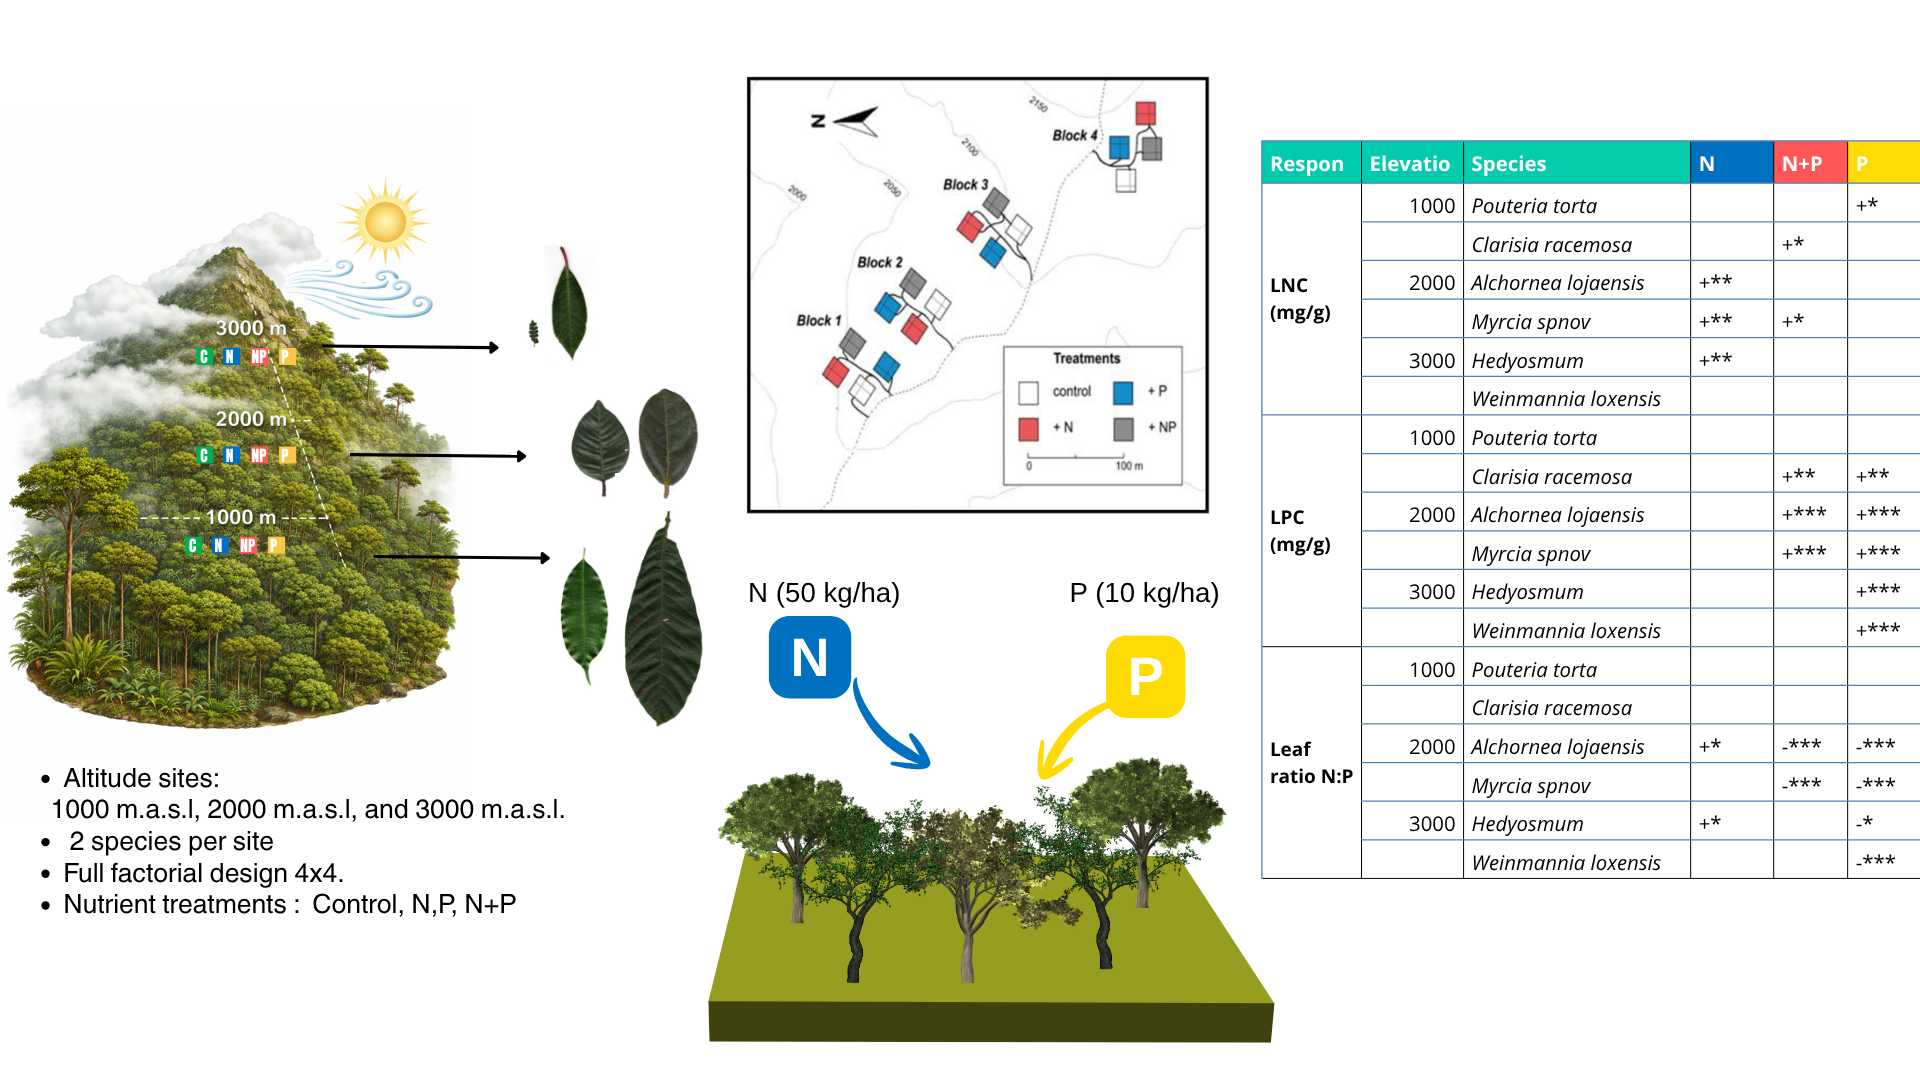 3000 m
C N NP P
2000 m
C N NP P
1000 m
C N NP P
• Altitude sites:
1000 m.a.s.l, 2000 m.a.s.l, and 3000 m.a.s.l.
• 2 species per site
• Full factorial design 4x4.
• Nutrient treatments : Control, N,P, N+P
N
2150
Block 4
2100
2050
2000
Block 3
Block 2
Block 1
Treatments
control + P
+ N + NP
0 100 m
N (50 kg/ha) P (10 kg/ha)
N P
Respon Elevatio Species N N+P P
LNC
(mg/g)
1000 Pouteria torta +*
Clarisia racemosa +*
2000 Alchornea lojaensis +**
Myrcia spnov +** +*
3000 Hedyosmum +**
Weinmannia loxensis
LPC
(mg/g)
1000 Pouteria torta
Clarisia racemosa +** +**
2000 Alchornea lojaensis +*** +***
Myrcia spnov +*** +***
3000 Hedyosmum +***
Weinmannia loxensis +***
Leaf
ratio N:P
1000 Pouteria torta
Clarisia racemosa
2000 Alchornea lojaensis +* -*** -***
Myrcia spnov -*** -***
3000 Hedyosmum +* -*
Weinmannia loxensis -***